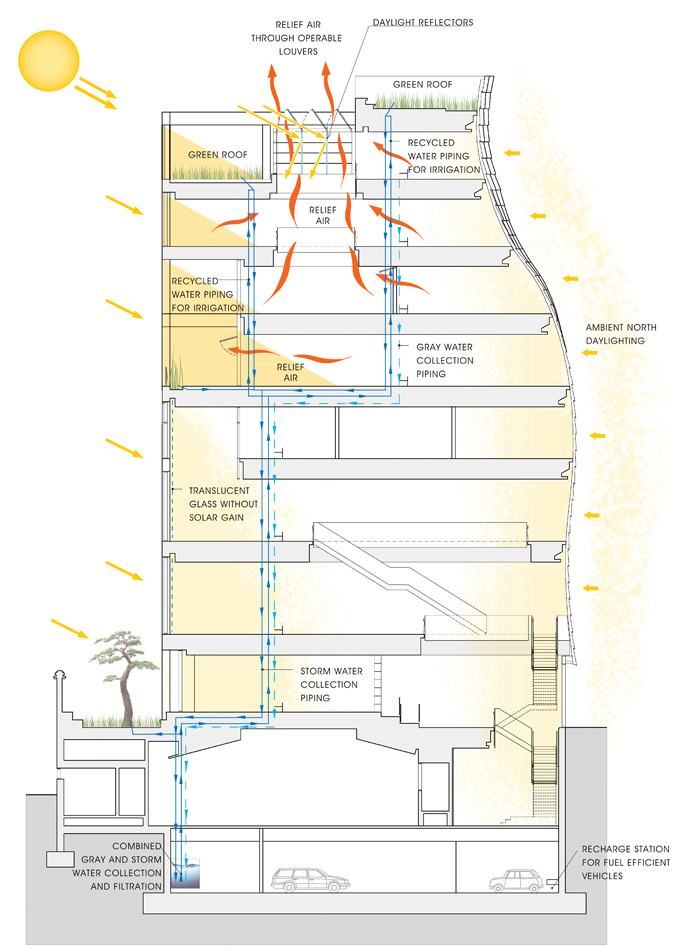 RELIEF AIR
THROUGH OPERABLE
LOUVERS
DAYLIGHT REFLECTORS
GREEN ROOF
GREEN ROOF
RECYCLED
WATER PIPING
FOR IRRIGATION
RELIEF
AIR
RECYCLED
WATER PIPING
FOR IRRIGATION
AMBIENT NORTH
DAYLIGHTING
GRAY WATER
COLLECTION
PIPING
RELIEF
AIR
TRANSLUCENT
GLASS WITHOUT
SOLAR GAIN
STORM WATER
COLLECTION
PIPING
COMBINED
GRAY AND STORM
WATER COLLECTION
AND FILTRATION
RECHARGE STATION
FOR FUEL EFFICIENT
VEHICLES